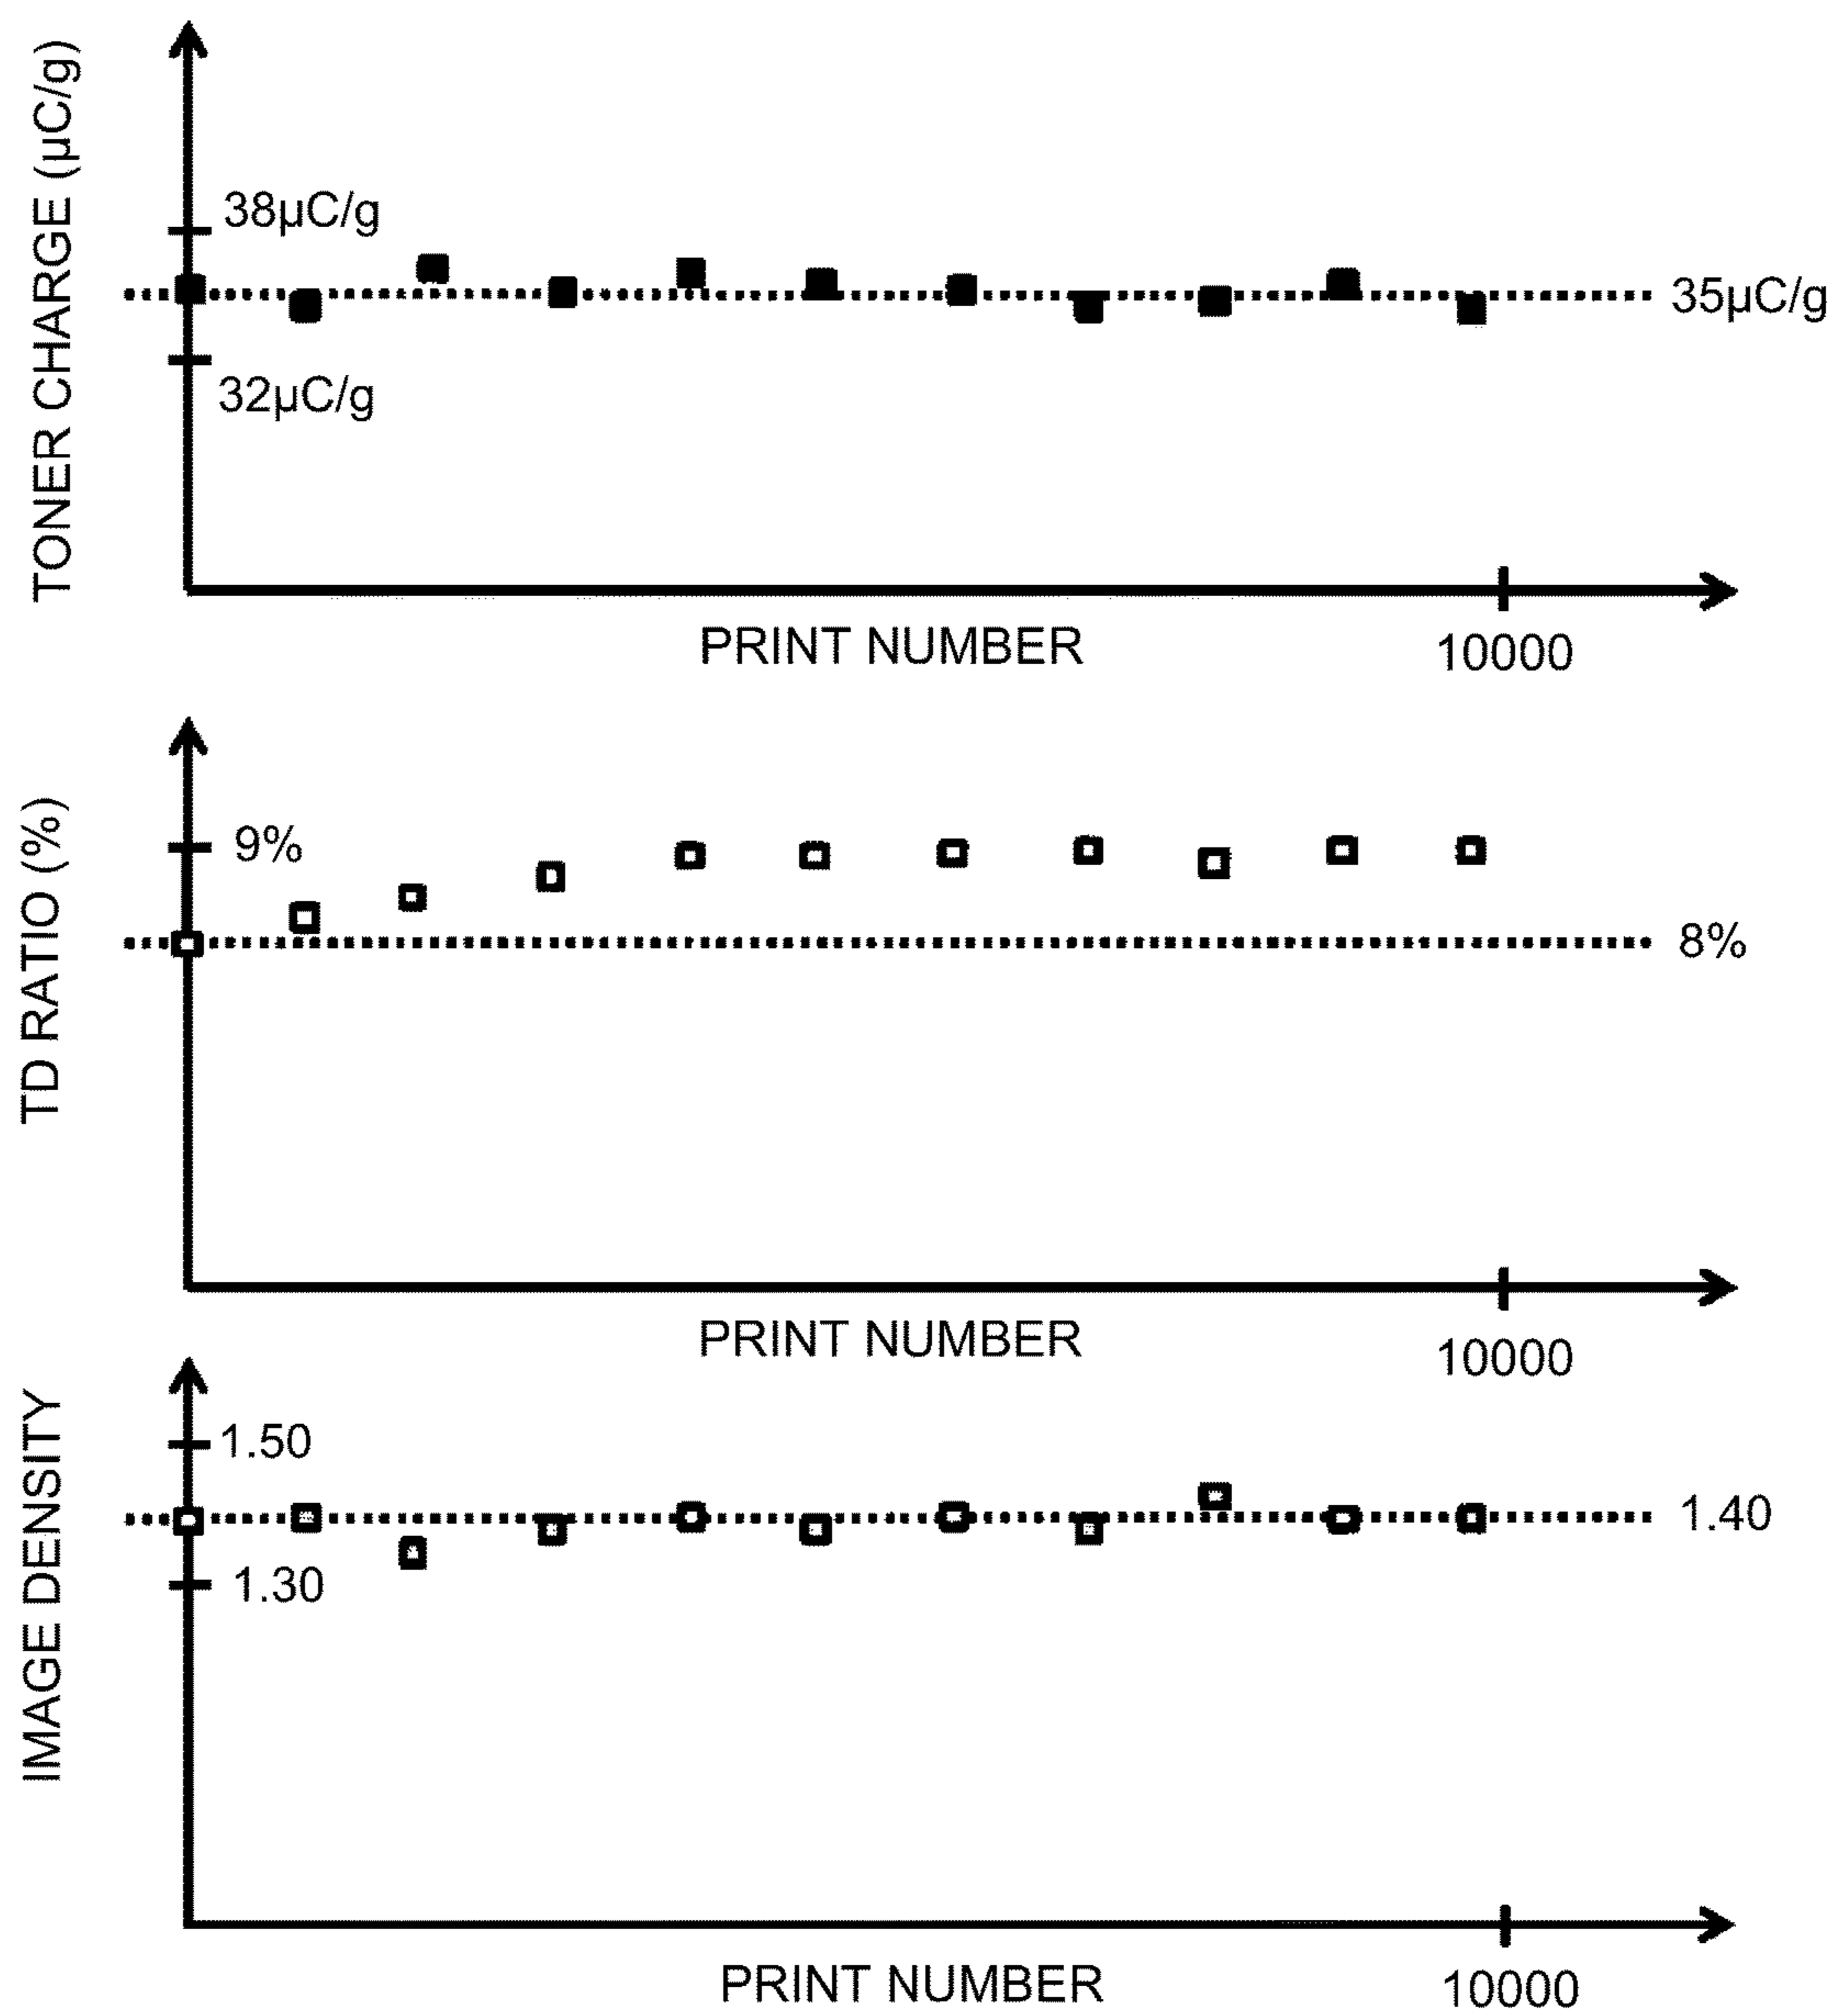 TONER CHARGE (µC/g)
38µC/g
35µC/g
32µC/g
PRINT NUMBER
10000
TD RATIO (%)
9%
8%
PRINT NUMBER
10000
IMAGE DENSITY
1.50
1.40
1.30
PRINT NUMBER
10000